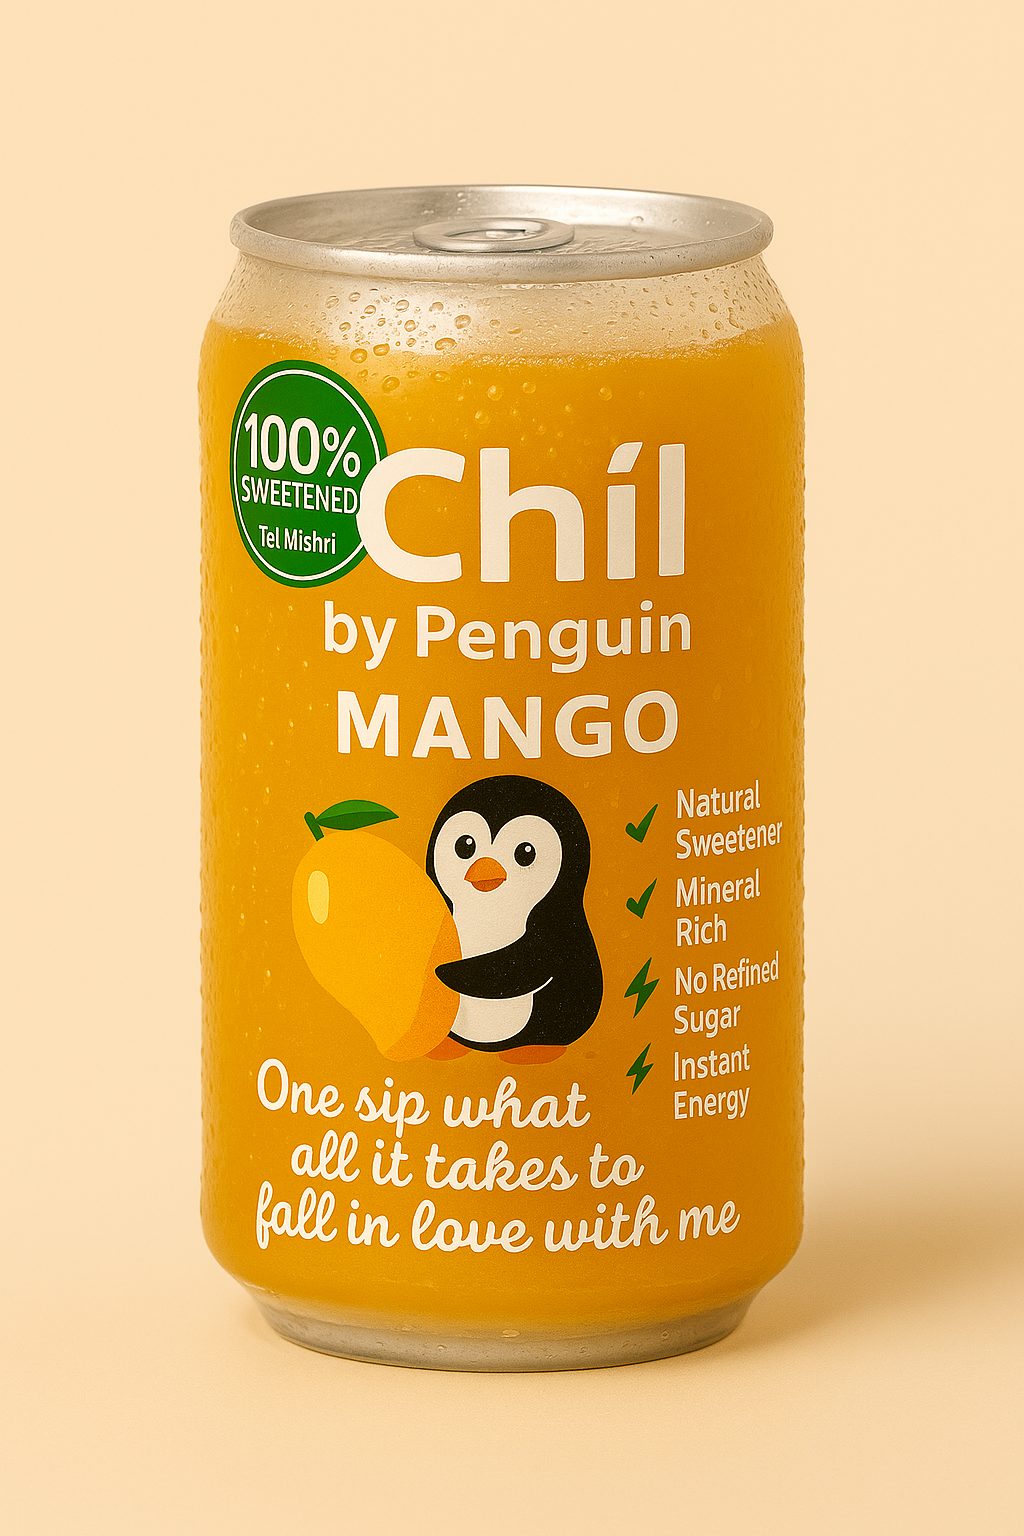 100%
SWEETENED
Tel Mishri
Chíl
by Penguin
MANGO
Natural
Sweetener
Mineral
Rich
No Refined
Sugar
Instant
Energy
One sip what
all it takes to
fall in love with me